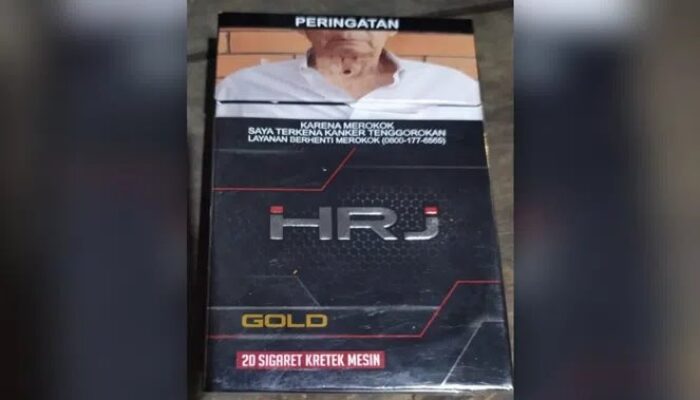 PERINGATAN
KARENA MEROKOK
SAYA TERKENA KANKER TENGGOROKAN
LAYANAN BERHENTI MEROKOK (0800-177-6565)
HRJ
GOLD
20 SIGARET KRETEK MESIN